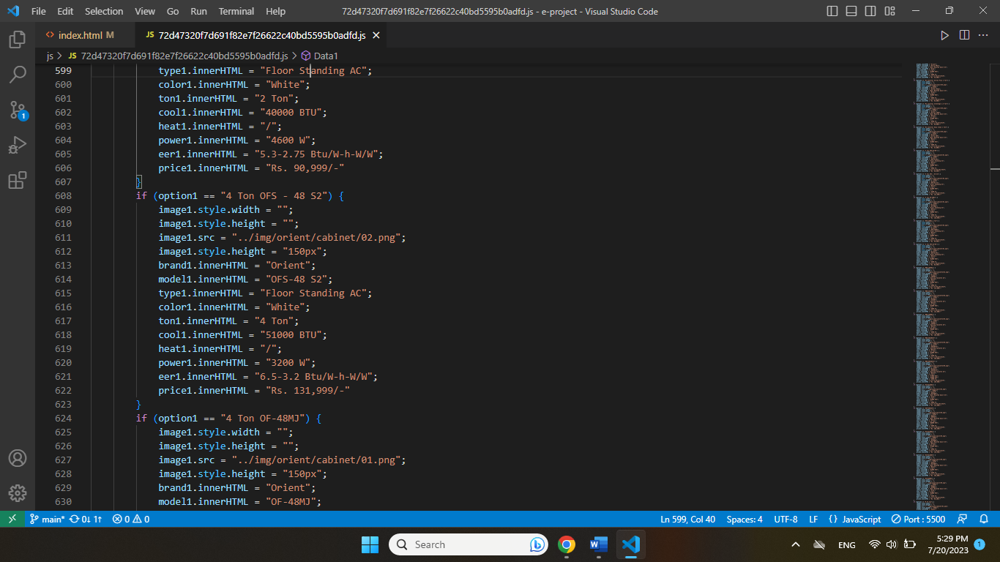 File Edit Selection View Go Run Terminal Help 72d47320f7d691f82e7f26622c40bd5595b0adfd.js - e-project - Visual Studio Code
index.html M JS 72d47320f7d691f82e7f26622c40bd5595b0adfd.js
js > JS 72d47320f7d691f82e7f26622c40bd5595b0adfd.js > Data1
599 type1.innerHTML = "Floor Standing AC";
600 color1.innerHTML = "White";
601 ton1.innerHTML = "2 Ton";
602 cool1.innerHTML = "40000 BTU";
603 heat1.innerHTML = "/";
604 power1.innerHTML = "4600 W";
605 eer1.innerHTML = "5.3-2.75 Btu/W-h-W/W";
606 price1.innerHTML = "Rs. 90,999/-"
607 }
608 if (option1 == "4 Ton OFS - 48 S2") {
609 image1.style.width = "";
610 image1.style.height = "";
611 image1.src = "../img/orient/cabinet/02.png";
612 image1.style.height = "150px";
613 brand1.innerHTML = "Orient";
614 model1.innerHTML = "OFS-48 S2";
615 type1.innerHTML = "Floor Standing AC";
616 color1.innerHTML = "White";
617 ton1.innerHTML = "4 Ton";
618 cool1.innerHTML = "51000 BTU";
619 heat1.innerHTML = "/";
620 power1.innerHTML = "3200 W";
621 eer1.innerHTML = "6.5-3.2 Btu/W-h-W/W";
622 price1.innerHTML = "Rs. 131,999/-"
623 }
624 if (option1 == "4 Ton OF-48MJ") {
625 image1.style.width = "";
626 image1.style.height = "";
627 image1.src = "../img/orient/cabinet/01.png";
628 image1.style.height = "150px";
629 brand1.innerHTML = "Orient";
630 model1.innerHTML = "OF-48MJ";
1
main* 0↓ 1↑ 0 0 Ln 599, Col 40 Spaces: 4 UTF-8 LF {} JavaScript Port : 5500
Search ENG 5:29 PM
7/20/2023 1